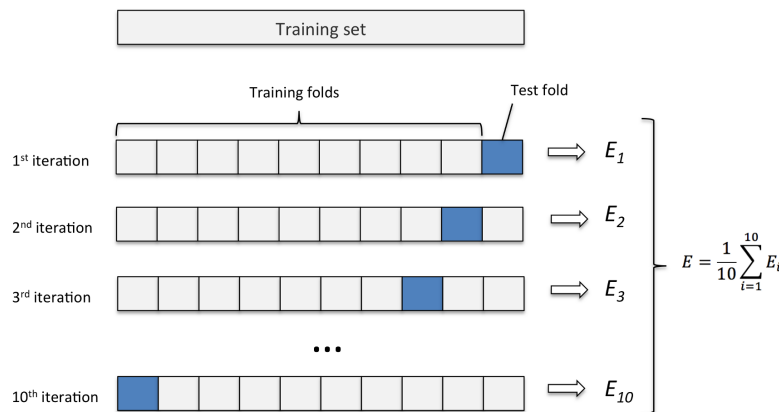 Training set
Training folds
Test fold
1st iteration
E1
2nd iteration
E2
3rd iteration
E3
E = 1/10 ∑ i=1 10 Ei
...
10th iteration
E10